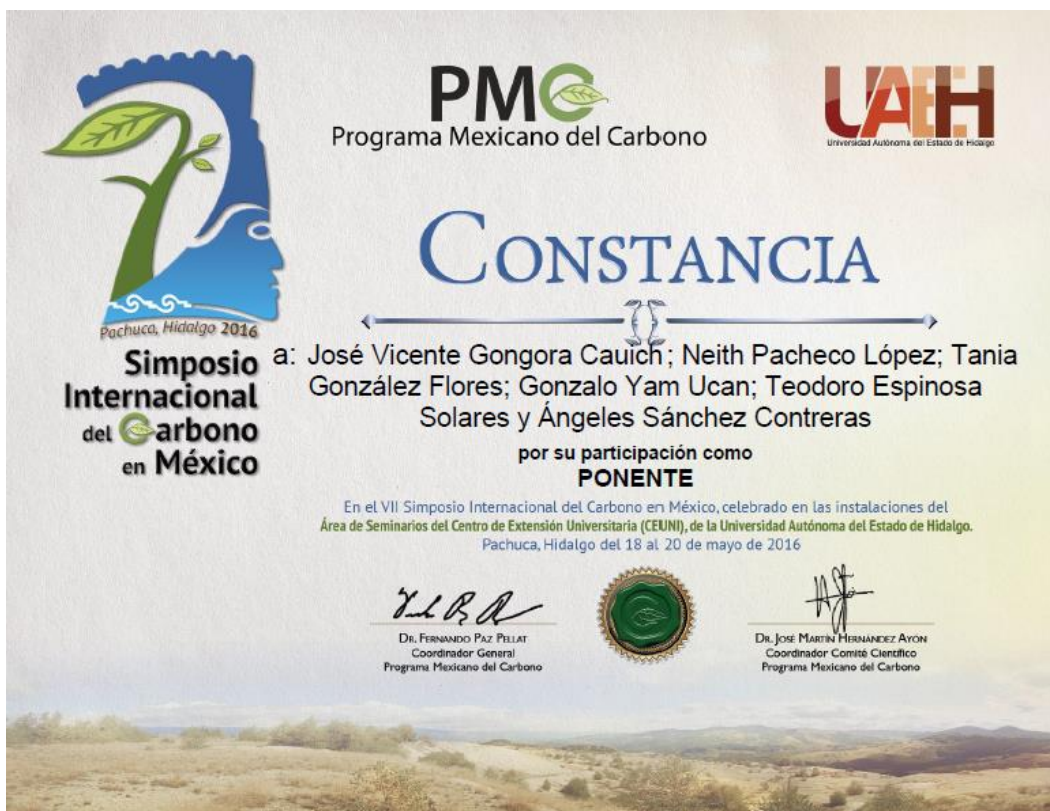 PMC
Programa Mexicano del Carbono
UAEH
Universidad Autónoma del Estado de Hidalgo
CONSTANCIA
Pachuca, Hidalgo 2016
Simposio
Internacional
del Carbono
en México
a: José Vicente Gongora Cauich; Neith Pacheco López; Tania
González Flores; Gonzalo Yam Ucan; Teodoro Espinosa
Solares y Ángeles Sánchez Contreras
por su participación como
PONENTE
En el VII Simposio Internacional del Carbono en México, celebrado en las instalaciones del
Área de Seminarios del Centro de Extensión Universitaria (CEUNI), de la Universidad Autónoma del Estado de Hidalgo.
Pachuca, Hidalgo del 18 al 20 de mayo de 2016
DR. FERNANDO PAZ PELLAT
Coordinador General
Programa Mexicano del Carbono
DR. JOSÉ MARTÍN HERNÁNDEZ AYÓN
Coordinador Comité Científico
Programa Mexicano del Carbono